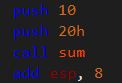 push 10
push 20h
call sum
add esp, 8